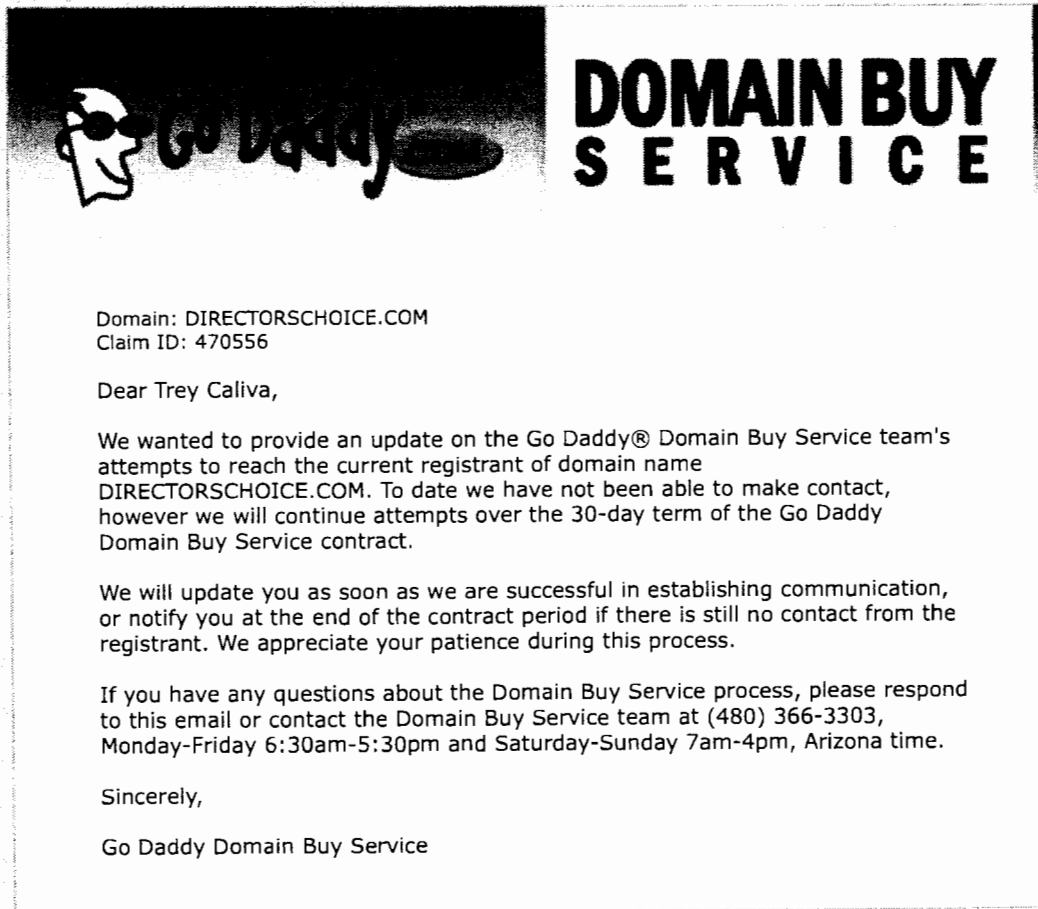 Go Daddy
DOMAIN BUY
SERVICE
Domain: DIRECTORSCHOICE.COM
Claim ID: 470556
Dear Trey Caliva,
We wanted to provide an update on the Go Daddy® Domain Buy Service team's
attempts to reach the current registrant of domain name
DIRECTORSCHOICE.COM. To date we have not been able to make contact,
however we will continue attempts over the 30-day term of the Go Daddy
Domain Buy Service contract.
We will update you as soon as we are successful in establishing communication,
or notify you at the end of the contract period if there is still no contact from the
registrant. We appreciate your patience during this process.
If you have any questions about the Domain Buy Service process, please respond
to this email or contact the Domain Buy Service team at (480) 366-3303,
Monday-Friday 6:30am-5:30pm and Saturday-Sunday 7am-4pm, Arizona time.
Sincerely,
Go Daddy Domain Buy Service